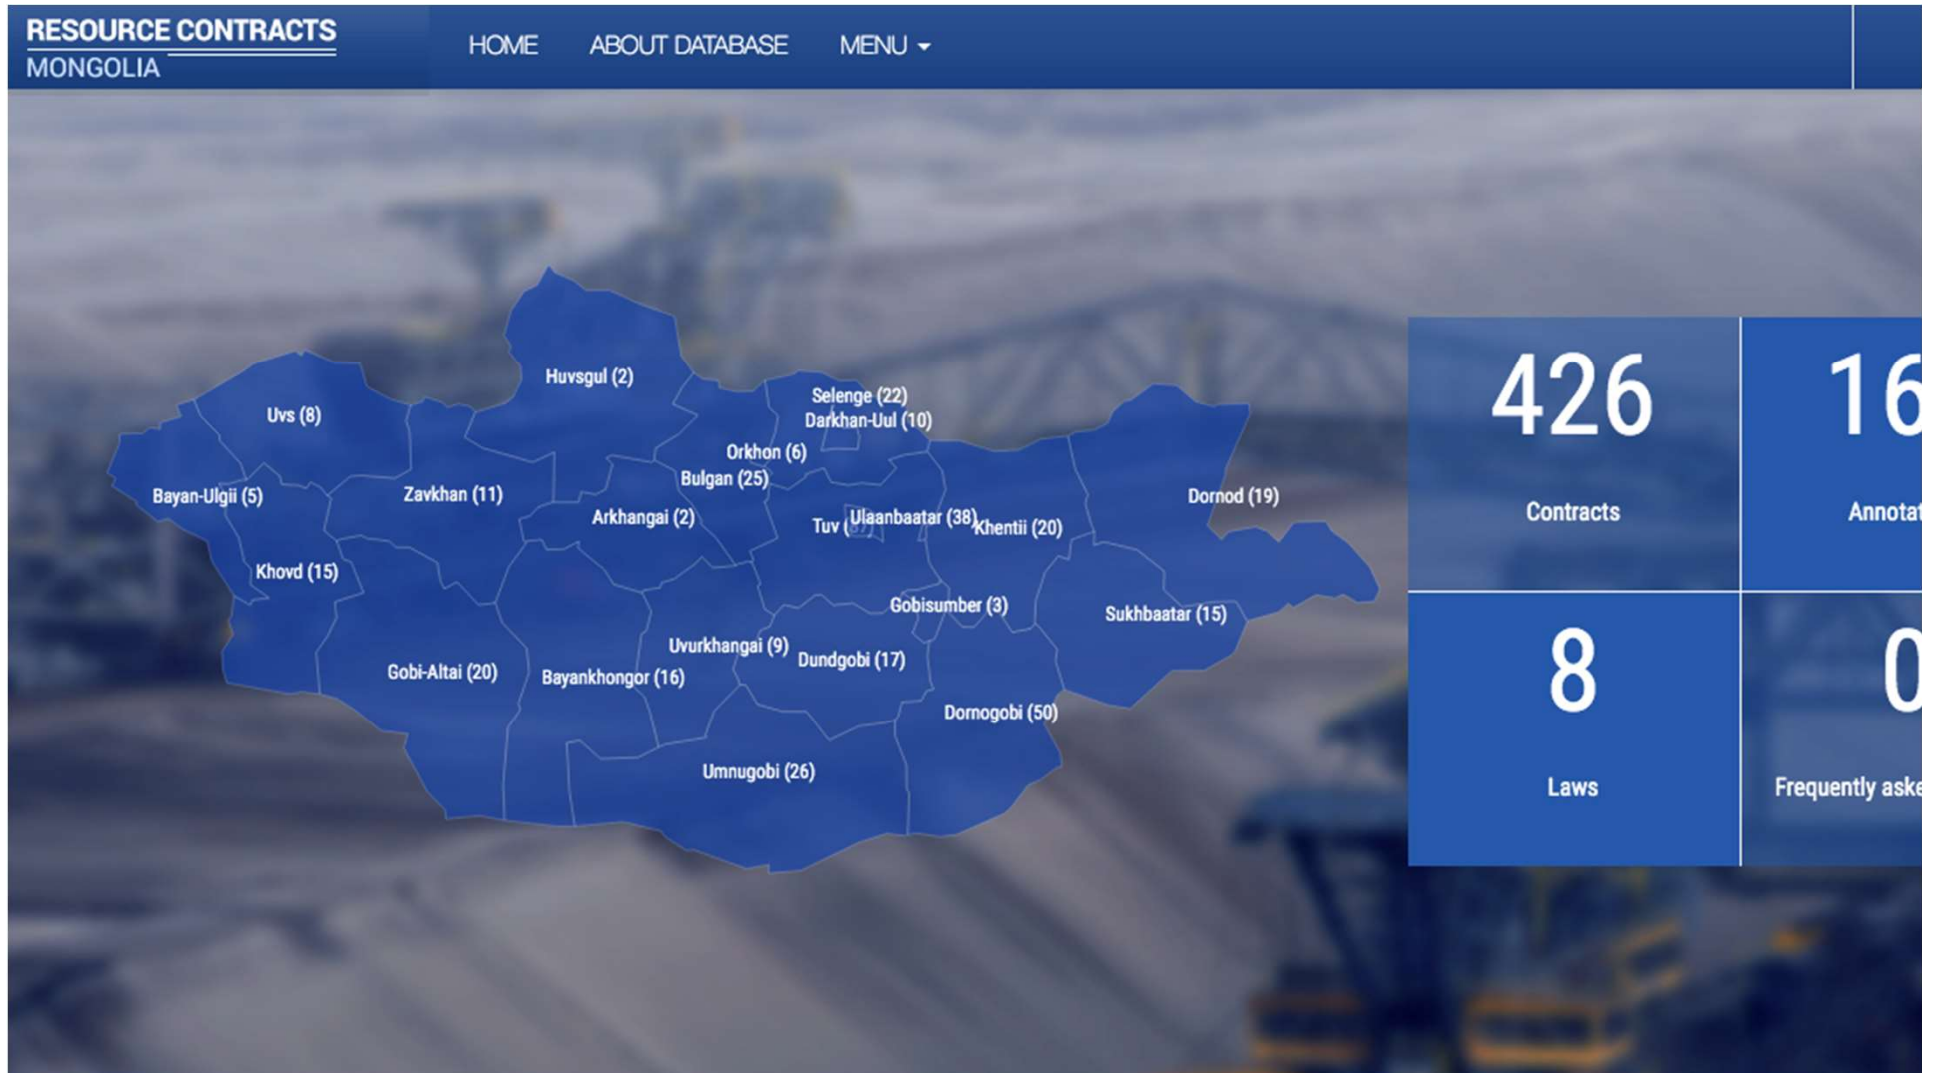 RESOURCE CONTRACTS
MONGOLIA
HOME
ABOUT DATABASE
MENU
Huvsgul (2)
Uvs (8)
Selenge (22)
Darkhan-Uul (10)
Orkhon (6)
Bulgan (25)
Bayan-Ulgii (5)
Zavkhan (11)
Dornod (19)
Arkhangai (2)
Tuv (
Ulaanbaatar (38)
Khentii (20)
Khovd (15)
Gobisumber (3)
Sukhbaatar (15)
Uvurkhangai (9)
Dundgobi (17)
Gobi-Altai (20)
Bayankhongor (16)
Dornogobi (50)
Umnugobi (26)
426
Contracts
16
Annotat
8
Laws
0
Frequently aske